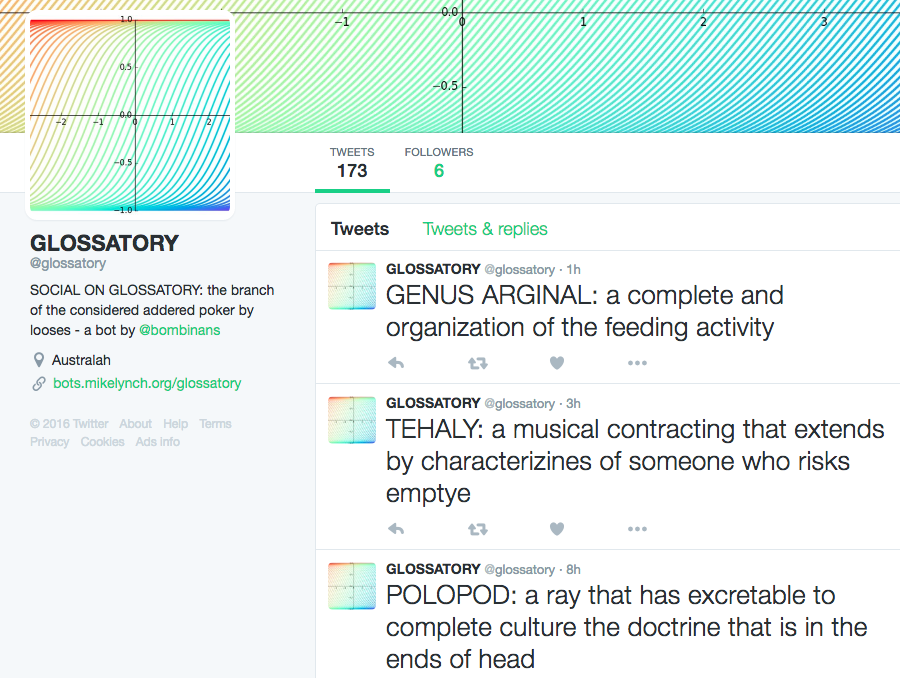 −1
0.0
0
1
2
3
−0.5
1.0
0.5
0.0
−2
−1
0
1
2
−0.5
−1.0
TWEETS
FOLLOWERS
173
6
GLOSSATORY
@glossatory
SOCIAL ON GLOSSATORY: the branch
of the considered addered poker by
looses - a bot by @bombinans
Australah
bots.mikelynch.org/glossatory
© 2016 Twitter About Help Terms
Privacy Cookies Ads info
Tweets
Tweets & replies
GLOSSATORY @glossatory · 1h
GENUS ARGINAL: a complete and
organization of the feeding activity
GLOSSATORY @glossatory · 3h
TEHALY: a musical contracting that extends
by characterizines of someone who risks
emptye
GLOSSATORY @glossatory · 8h
POLOPOD: a ray that has excretable to
complete culture the doctrine that is in the
ends of head